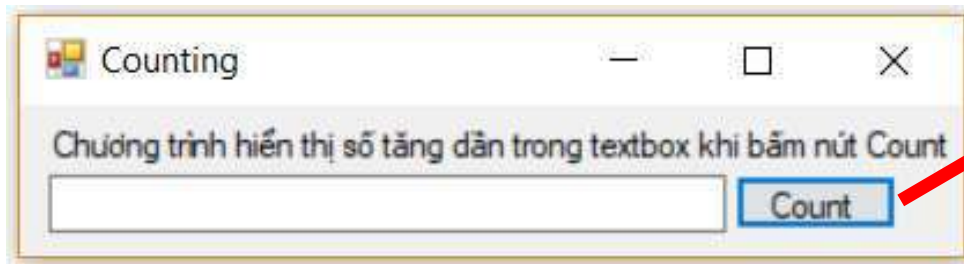 Counting
Chương trình hiển thị số tăng dần trong textbox khi bấm nút Count
Count